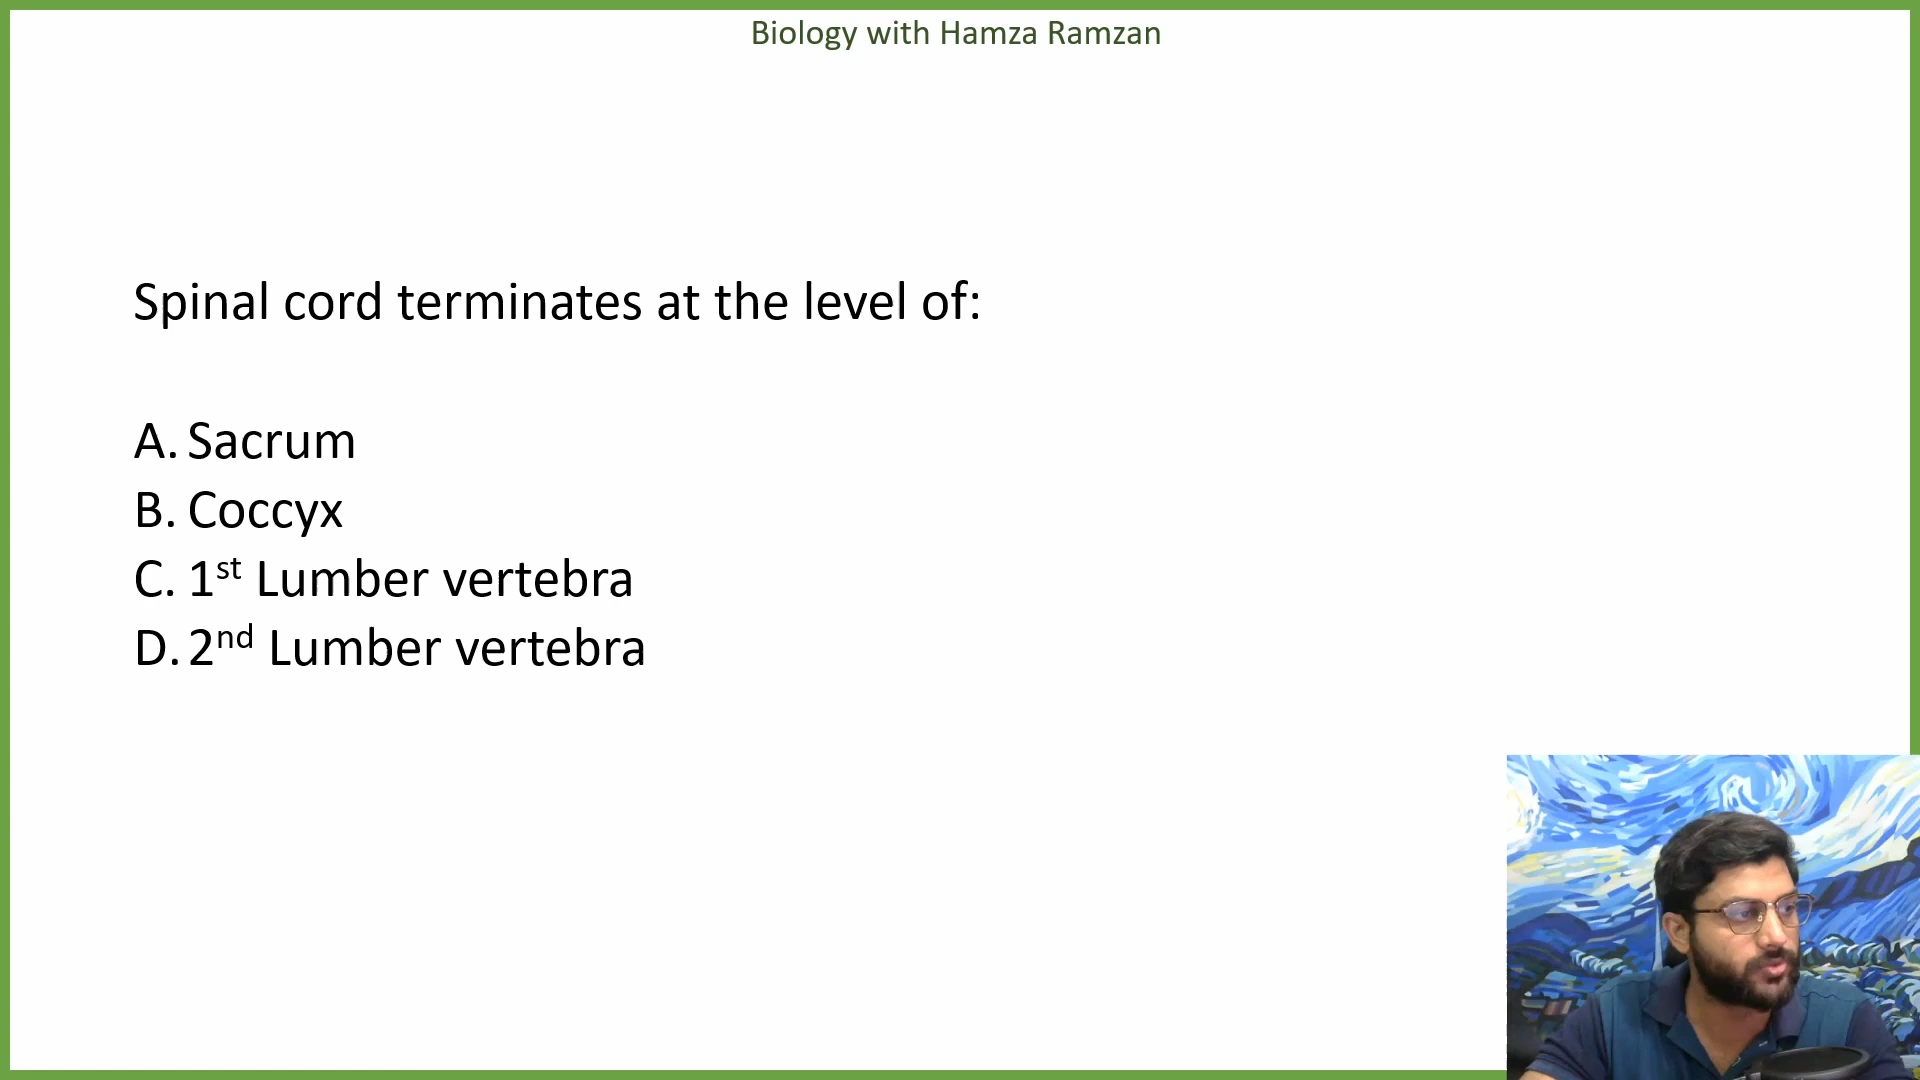 Biology with Hamza Ramzan
Spinal cord terminates at the level of:
A. Sacrum
B. Coccyx
C. 1st Lumber vertebra
D. 2nd Lumber vertebra